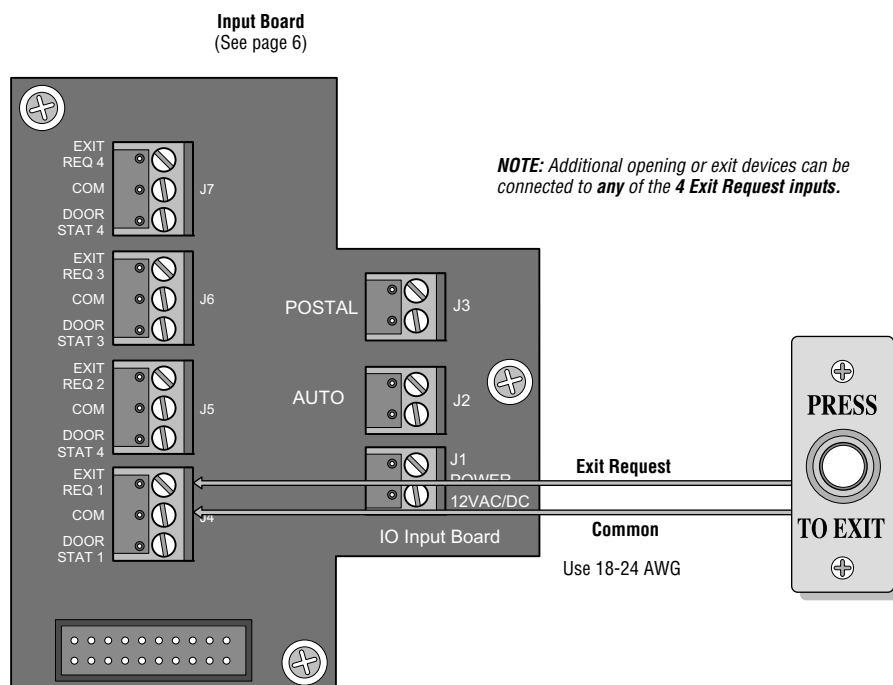 Input Board
(See page 6)
NOTE: Additional opening or exit devices can be
connected to any of the 4 Exit Request inputs.
EXIT
REQ 4
COM
DOOR
STAT 4
J7
EXIT
REQ 3
COM
DOOR
STAT 3
J6
EXIT
REQ 2
COM
DOOR
STAT 4
J5
EXIT
REQ 1
COM
DOOR
STAT 1
J4
POSTAL
J3
AUTO
J2
J1
POWER
12VAC/DC
IO Input Board
Exit Request
Common
Use 18-24 AWG
PRESS
TO EXIT